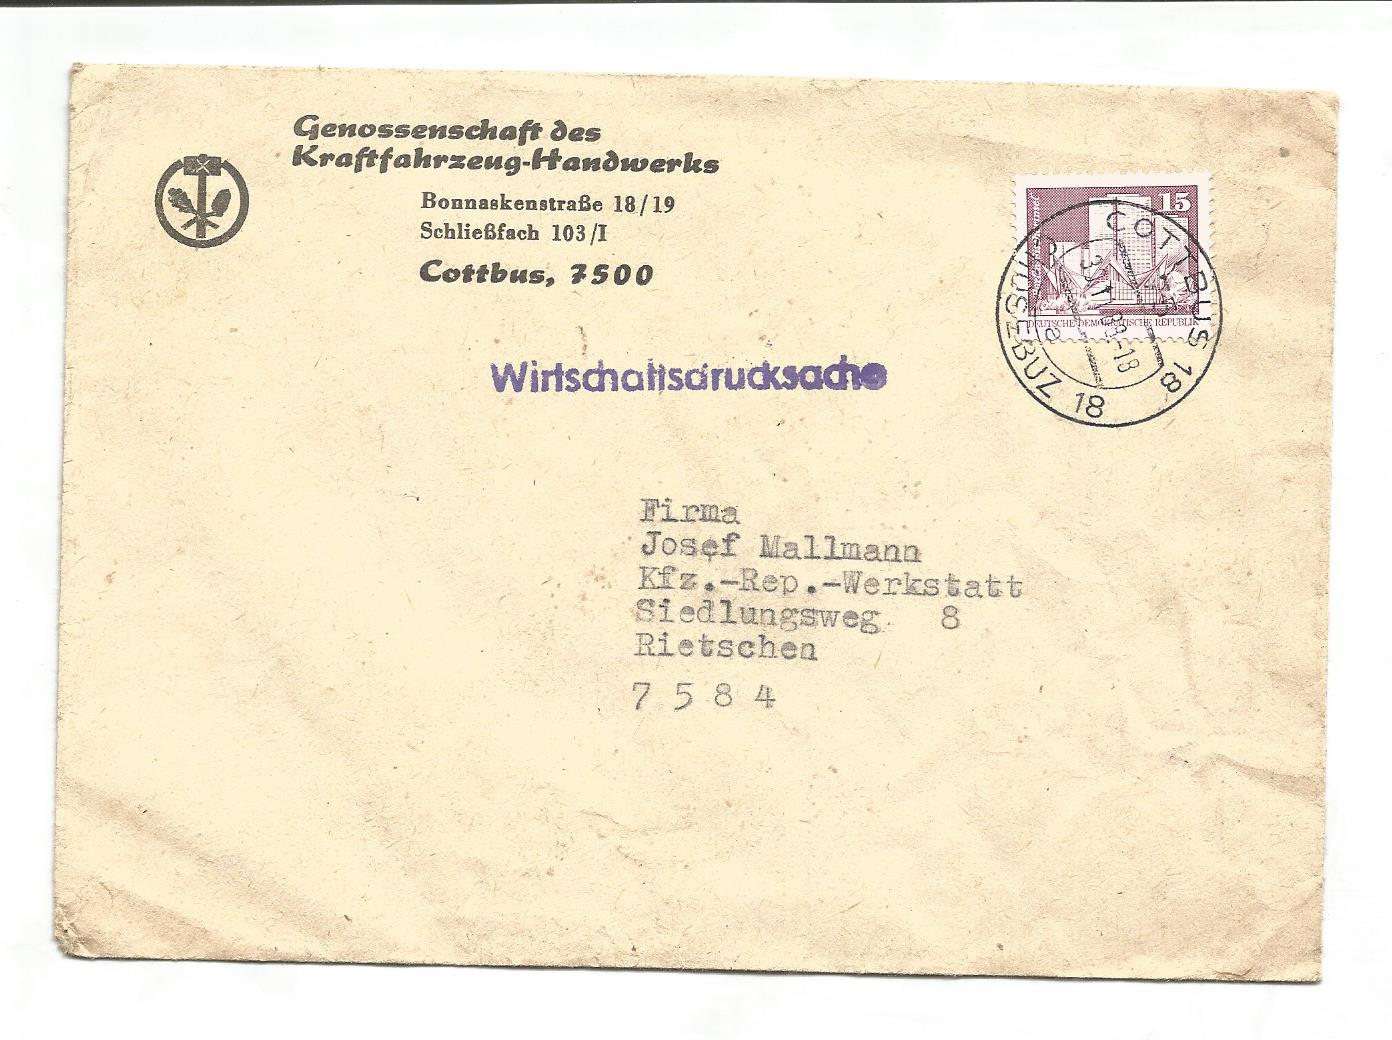 Genossenschaft des
Kraftfahrzeug-Handwerks
Bonnaskenstraße 18/19
Schließfach 103/I
Cottbus, 7500
15
DEUTSCHE DEMOKRATISCHE REPUBLIK
COTTBUS 18
CHOŚEBUZ 18
Wirtschaftsdrucksache
Firma
Josef Mallmann
Kfz.-Rep.-Werkstatt
Siedlungsweg 8
Rietschen
7584